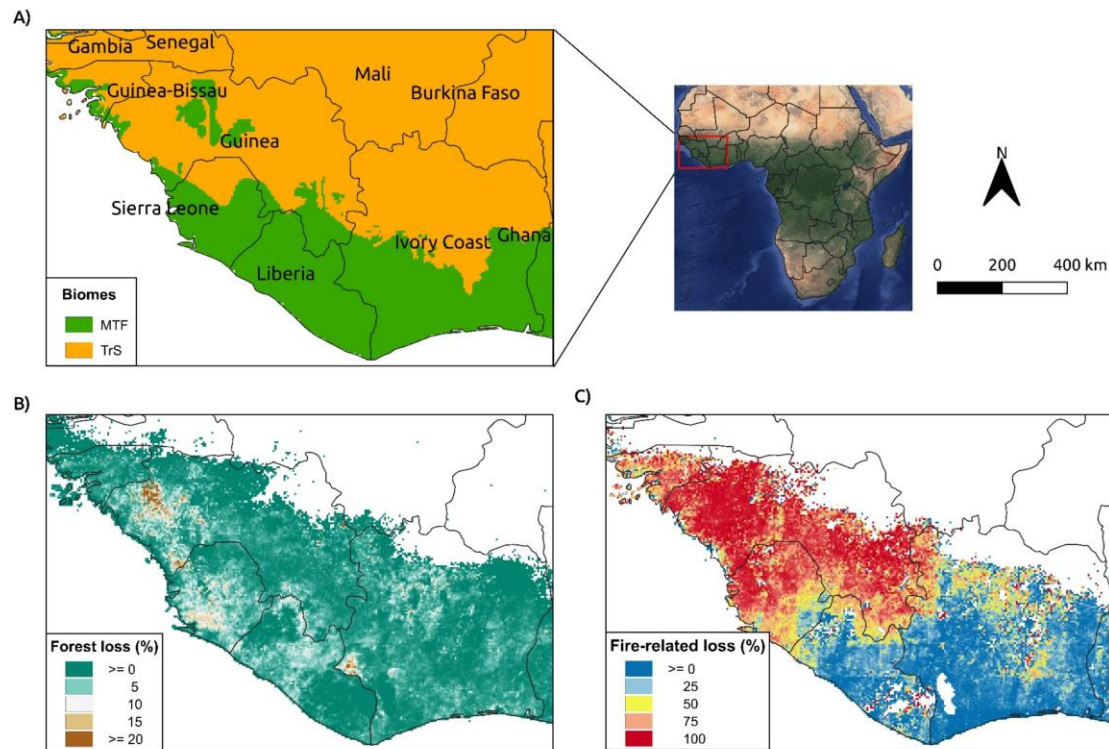 A)
Gambia
Senegal
Mali
Guinea-Bissau
Burkina Faso
Guinea
Sierra Leone
Ivory Coast
Ghana
Liberia
Biomes
MTF
TrS
N
0 200 400 km
B)
Forest loss (%)
>= 0
5
10
15
>= 20
C)
Fire-related loss (%)
>= 0
25
50
75
100